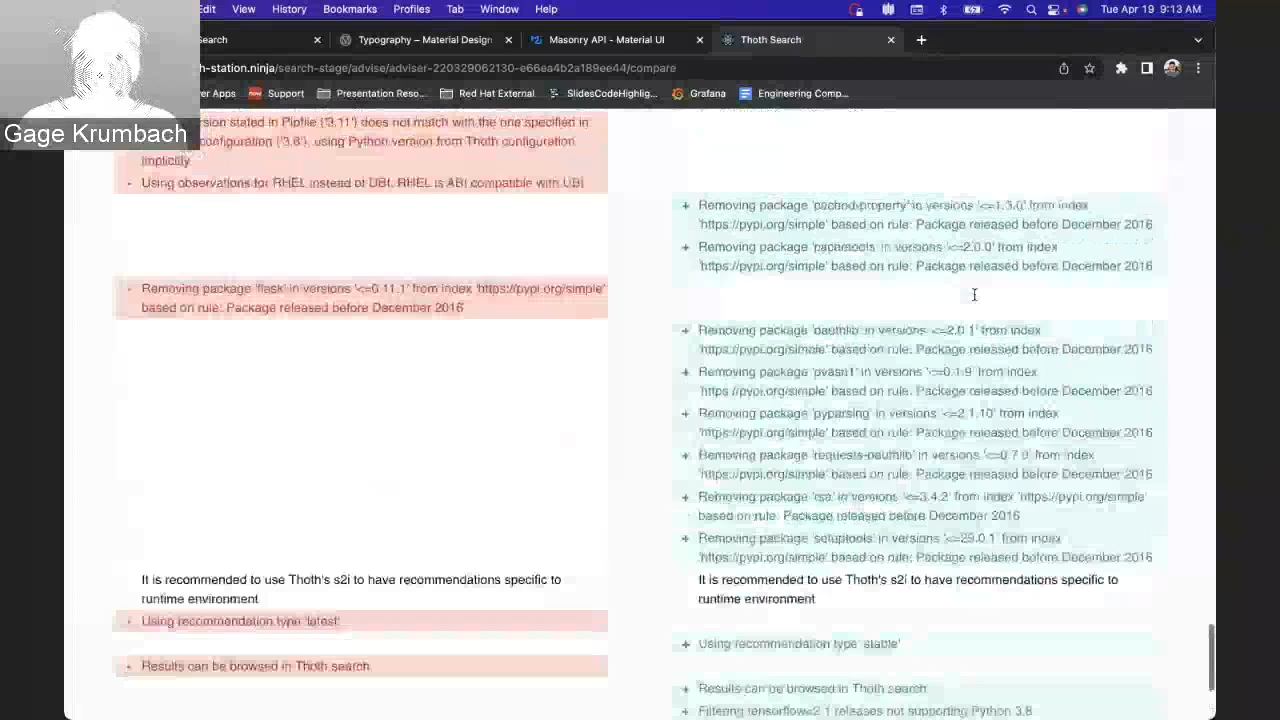 Edit View History Bookmarks Profiles Tab Window Help Tue Apr 19 9:13 AM
Search Typography – Material Design Masonry API - Material UI Thoth Search
h-station.ninja/search-stage/advise/adviser-220329062130-e66ea4b2a189ee44/compare
er Apps Support Presentation Reso... Red Hat External SlidesCodeHighlig... Grafana Engineering Comp...
Gage Krumbach
rsion stated in Pipfile ('3.11') does not match with the one specified in
onfiguration ('3.8'), using Python version from Thoth configuration
implicitly
- Using observations for RHEL instead of UBI, RHEL is ABI compatible with UBI
- Removing package 'flask' in versions '<=0.11.1' from index 'https://pypi.org/simple'
based on rule: Package released before December 2016
It is recommended to use Thoth's s2i to have recommendations specific to
runtime environment
- Using recommendation type 'latest'
- Results can be browsed in Thoth search
+ Removing package 'cached-property' in versions '<=1.3.0' from index
'https://pypi.org/simple' based on rule: Package released before December 2016
+ Removing package in versions '<=2.0.0' from index
'https://pypi.org/simple' based on rule: Package released before December 2016
+ Removing package 'oauthlib' in versions '<=2.0.1' from index
'https://pypi.org/simple' based on rule: Package released before December 2016
+ Removing package 'pyasn1' in versions '<=0.1.9' from index
'https://pypi.org/simple' based on rule: Package released before December 2016
+ Removing package 'pyparsing' in versions '<=2.1.10' from index
'https://pypi.org/simple' based on rule: Package released before December 2016
+ Removing package 'requests-oauthlib' in versions '<=0.7.0' from index
'https://pypi.org/simple' based on rule: Package released before December 2016
+ Removing package 'rsa' in versions '<=3.4.2' from index 'https://pypi.org/simple'
based on rule: Package released before December 2016
+ Removing package 'setuptools' in versions '<=29.0.1' from index
'https://pypi.org/simple' based on rule: Package released before December 2016
It is recommended to use Thoth's s2i to have recommendations specific to
runtime environment
+ Using recommendation type 'stable'
+ Results can be browsed in Thoth search
+ Filtering tensorflow<2.1 releases not supporting Python 3.8